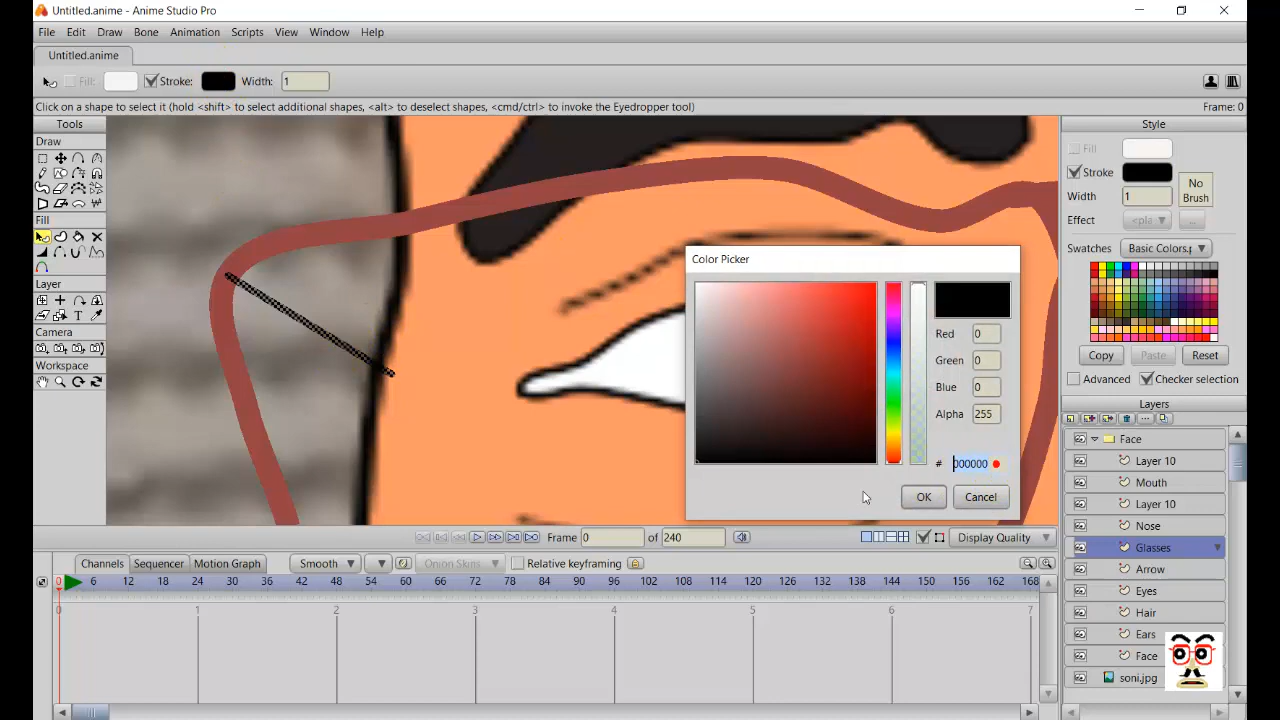 Untitled.anime - Anime Studio Pro
File Edit Draw Bone Animation Scripts View Window Help
Untitled.anime
Fill: Stroke: Width: 1
Click on a shape to select it (hold <shift> to select additional shapes, <alt> to deselect shapes, <cmd/ctrl> to invoke the Eyedropper tool) Frame: 0
Tools
Draw
Fill
Layer
Camera
Workspace
Color Picker
Red 0
Green 0
Blue 0
Alpha 255
# 000000
OK Cancel
Style
Fill
Stroke
Width 1
No Brush
Effect <pla ...
Swatches Basic Colors.p
Copy Paste Reset
Advanced Checker selection
Layers
Face
Layer 10
Mouth
Layer 10
Nose
Glasses
Arrow
Eyes
Hair
Ears
Face
soni.jpg
Frame 0 of 240 Display Quality
Channels Sequencer Motion Graph Smooth Onion Skins Relative keyframing
0 6 12 18 24 30 36 42 48 54 60 66 72 78 84 90 96 102 108 114 120 126 132 138 144 150 156 162 168
0 1 2 3 4 5 6 7